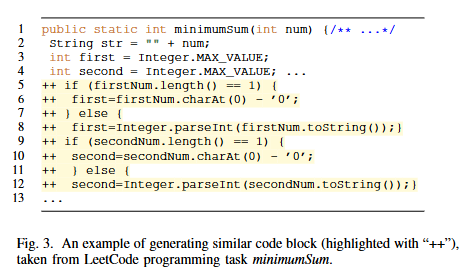 1 public static int minimumSum(int num) {/** ...*/
2 String str = "" + num;
3 int first = Integer.MAX_VALUE;
4 int second = Integer.MAX_VALUE; ...
5 ++ if (firstNum.length() == 1) {
6 ++ first=firstNum.charAt(0) - '0';
7 ++ } else {
8 ++ first=Integer.parseInt(firstNum.toString());}
9 ++ if (secondNum.length() == 1) {
10 ++ second=secondNum.charAt(0) - '0';
11 ++ } else {
12 ++ second=Integer.parseInt(secondNum.toString());}
13 ...
Fig. 3. An example of generating similar code block (highlighted with “++”),
taken from LeetCode programming task minimumSum.